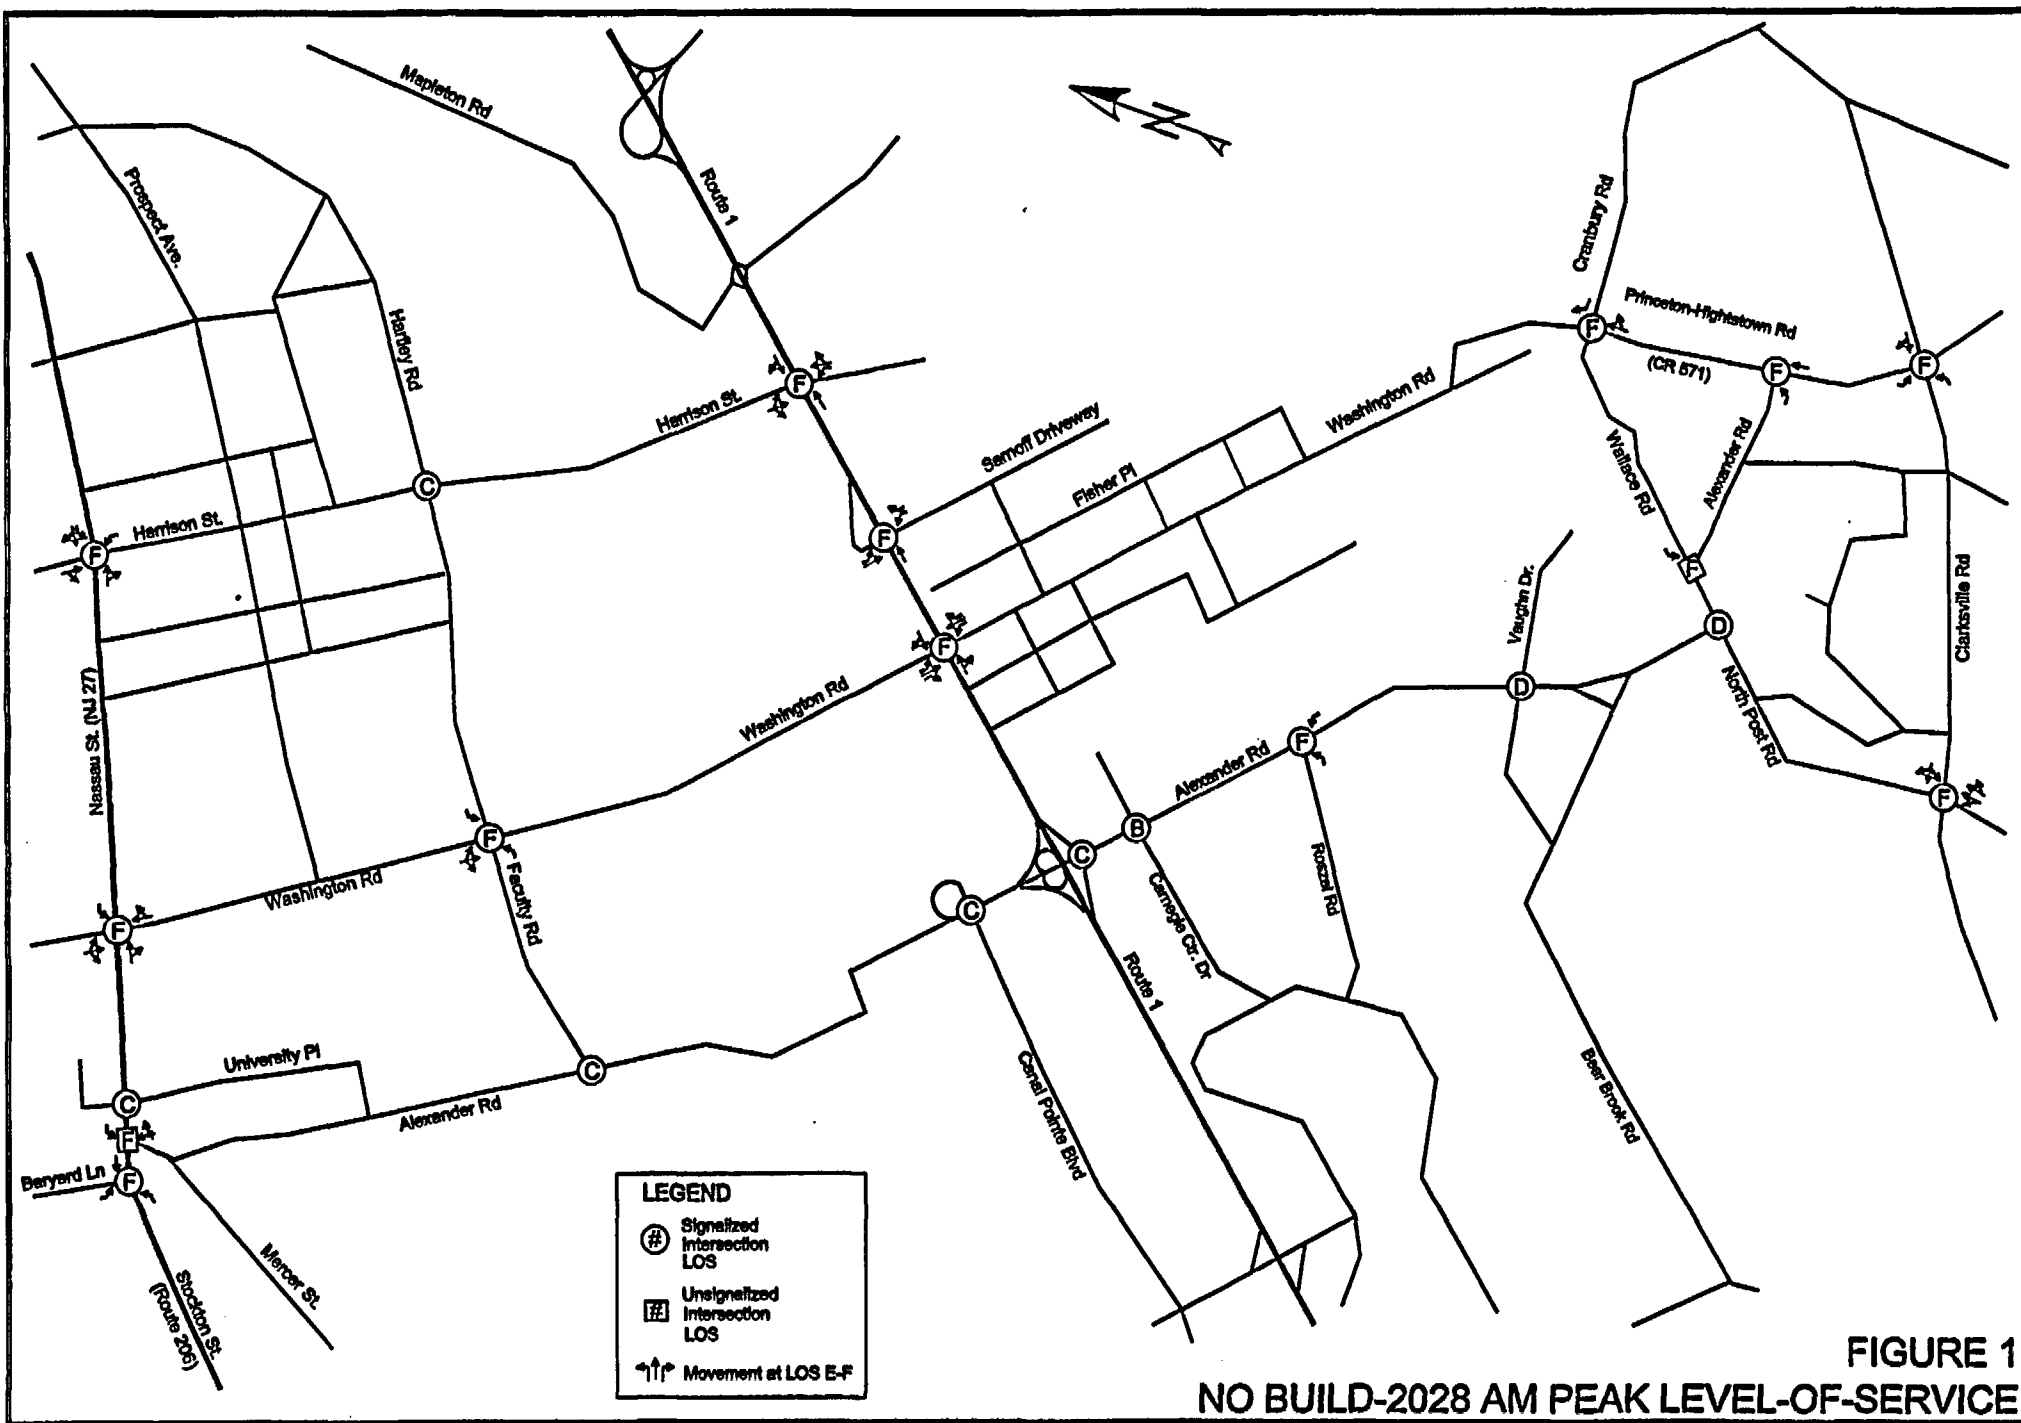 Mapleton Rd
Route 1
N
Prospect Ave.
Cranbury Rd
Princeton-Hightstown Rd
(CR 571)
F
F
F
Hartley Rd
F
Harrison St.
Washington Rd
Sarnoff Driveway
Fisher Pl
Wallace Rd
Alexander Rd
C
Harrison St.
F
F
F
Vaughn Dr.
Clarksville Rd
D
F
Nassau St. (NJ 27)
Washington Rd
D
North Post Rd
F
Alexander Rd
F
F
B
C
Washington Rd
Faculty Rd
Roszel Rd
Carnegie Ctr. Dr
F
C
Route 1
University Pl
C
C
Alexander Rd
Canal Pointe Blvd
Bear Brook Rd
F
Baryard Ln
F
Mercer St.
Stockton St.
(Route 206)
LEGEND
# Signalized
Intersection
LOS
# Unsignalized
Intersection
LOS
Movement at LOS E-F
FIGURE 1
NO BUILD-2028 AM PEAK LEVEL-OF-SERVICE